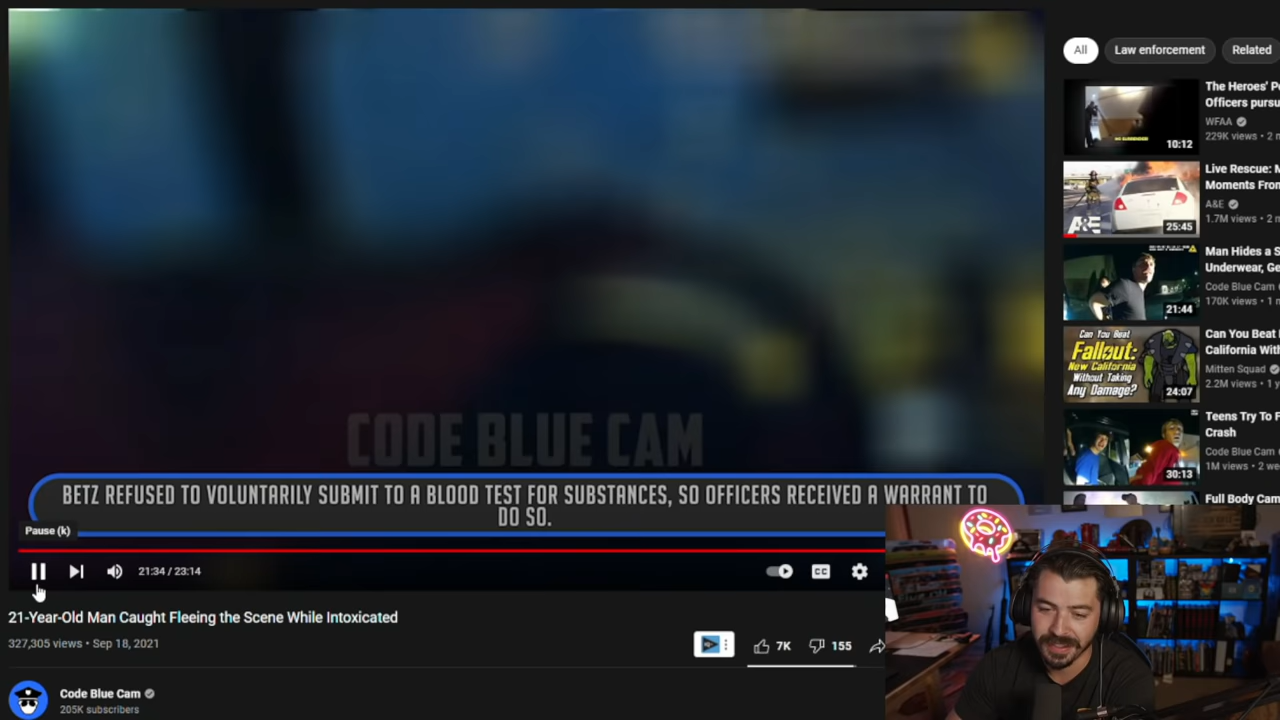 All
Law enforcement
Related
CODE BLUE CAM
BETZ REFUSED TO VOLUNTARILY SUBMIT TO A BLOOD TEST FOR SUBSTANCES, SO OFFICERS RECEIVED A WARRANT TO
DO SO.
Pause (k)
21:34 / 23:14
CC
21-Year-Old Man Caught Fleeing the Scene While Intoxicated
327,305 views • Sep 18, 2021
7K
155
Code Blue Cam
205K subscribers
The Heroes'
Officers pursu
WFAA
229K views • 2
10:12
Live Rescue:
Moments From
A&E
1.7M views • 2
A&E
25:45
Man Hides a S
Underwear, Ge
Code Blue Cam
170K views • 1
21:44
Can You Beat
California With
Mitten Squad
2.2M views • 1
Can You Beat
Fallout:
New California
Without Taking
Any Damage?
24:07
Teens Try To F
Crash
Code Blue Cam
1M views • 2 we
30:13
Full Body Cam